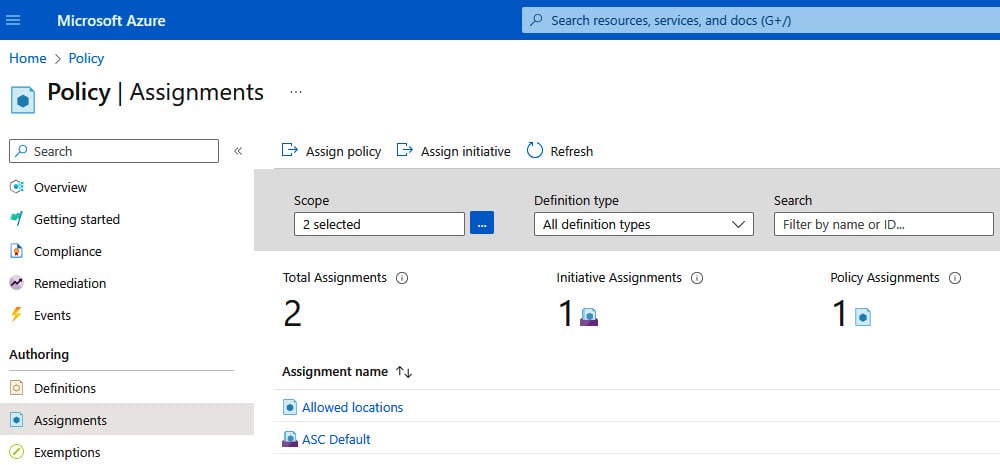 Microsoft Azure
Search resources, services, and docs (G+/)
Home > Policy
Policy | Assignments ...
Search «
Overview
Getting started
Compliance
Remediation
Events
Authoring
Definitions
Assignments
Exemptions
Assign policy Assign initiative Refresh
Scope Definition type Search
2 selected ... All definition types Filter by name or ID...
Total Assignments Initiative Assignments Policy Assignments
2 1 1
Assignment name ↑↓
Allowed locations
ASC Default